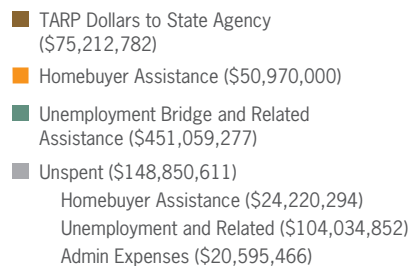 TARP Dollars to State Agency
($75,212,782)
Homebuyer Assistance ($50,970,000)
Unemployment Bridge and Related
Assistance ($451,059,277)
Unspent ($148,850,611)
Homebuyer Assistance ($24,220,294)
Unemployment and Related ($104,034,852)
Admin Expenses ($20,595,466)